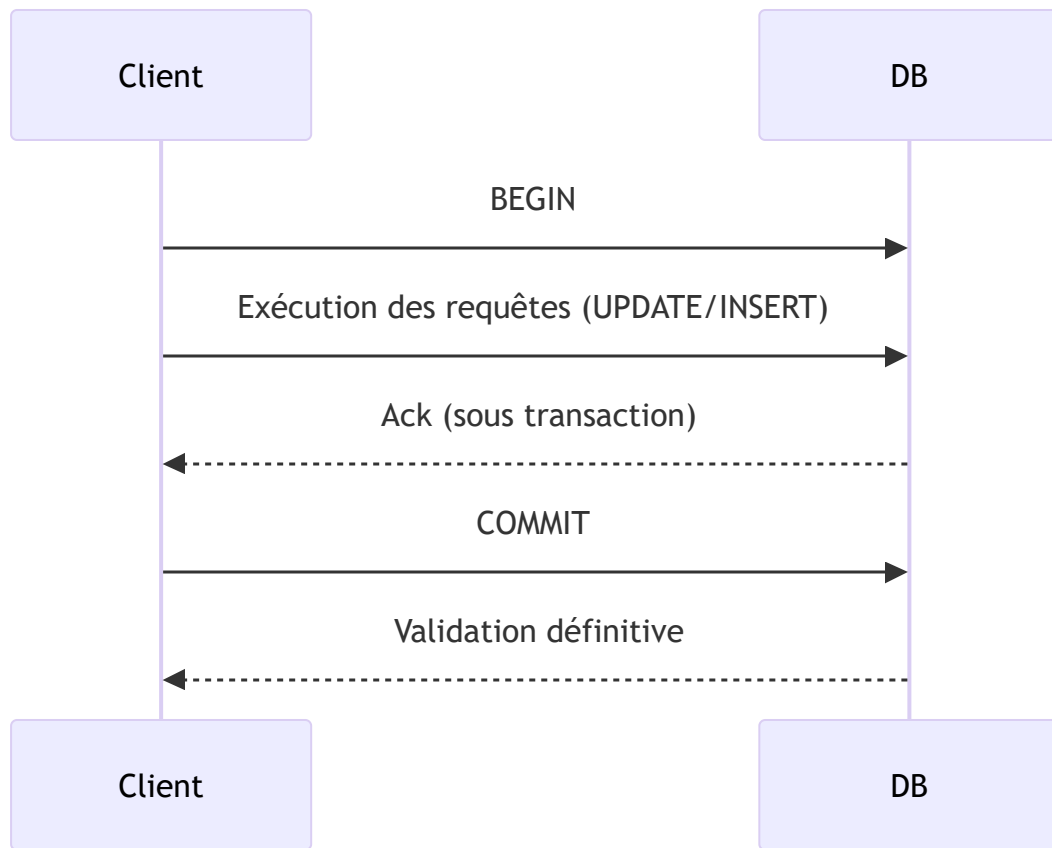 Client
DB
BEGIN
Exécution des requêtes (UPDATE/INSERT)
Ack (sous transaction)
COMMIT
Validation définitive
Client
DB